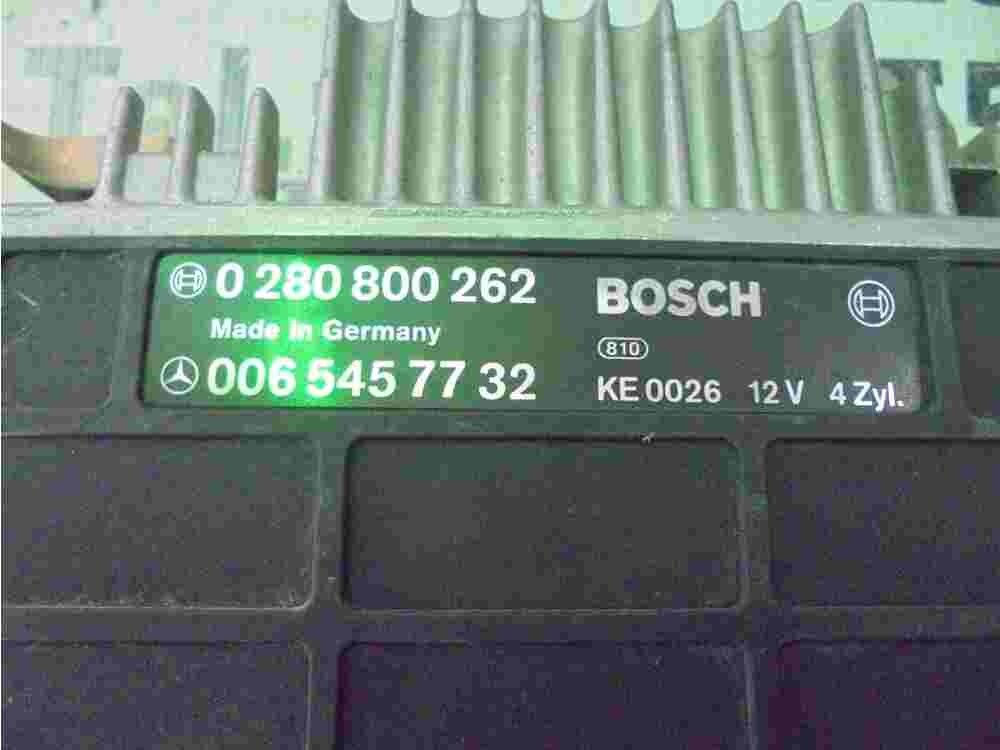 0 280 800 262
Made in Germany
006 545 77 32
BOSCH
810
KE 0026 12 V 4 Zyl.